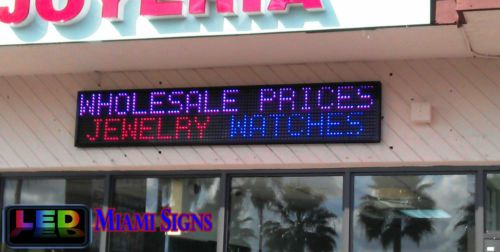 JOYERIA
WHOLESALE PRICES
JEWELRY WATCHES
LED MIAMI SIGNS